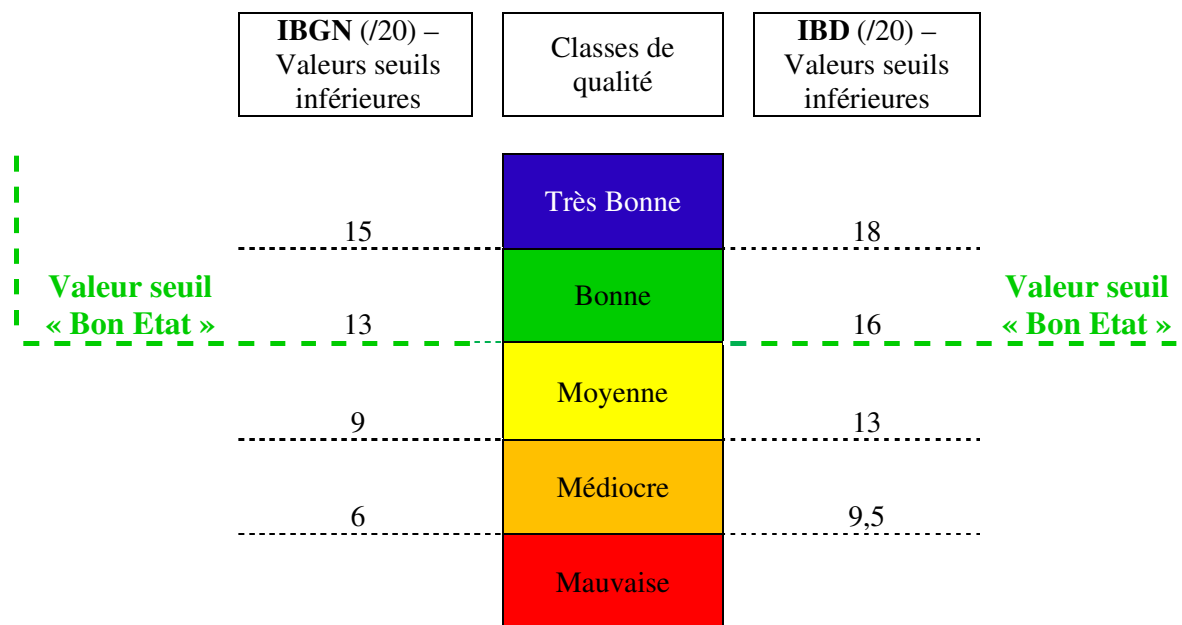 IBGN (/20) –
Valeurs seuils
inférieures
Classes de
qualité
IBD (/20) –
Valeurs seuils
inférieures
Très Bonne
15
18
Valeur seuil
« Bon Etat »
Bonne
Valeur seuil
« Bon Etat »
13
16
Moyenne
9
13
Médiocre
6
9,5
Mauvaise